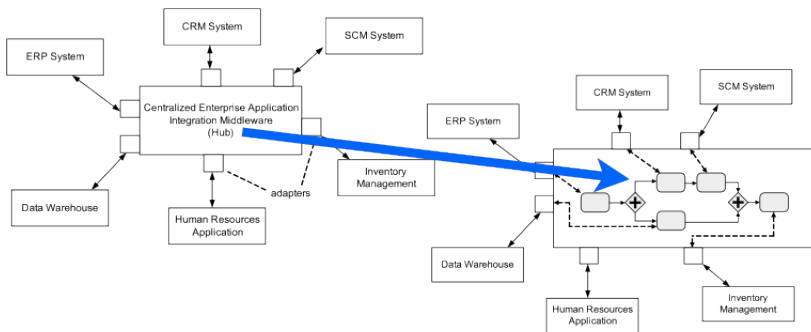 CRM System
SCM System
ERP System
Centralized Enterprise Application
Integration Middleware
(Hub)
adapters
Inventory
Management
Data Warehouse
Human Resources
Application
CRM System
SCM System
ERP System
Data Warehouse
Human Resources
Application
Inventory
Management